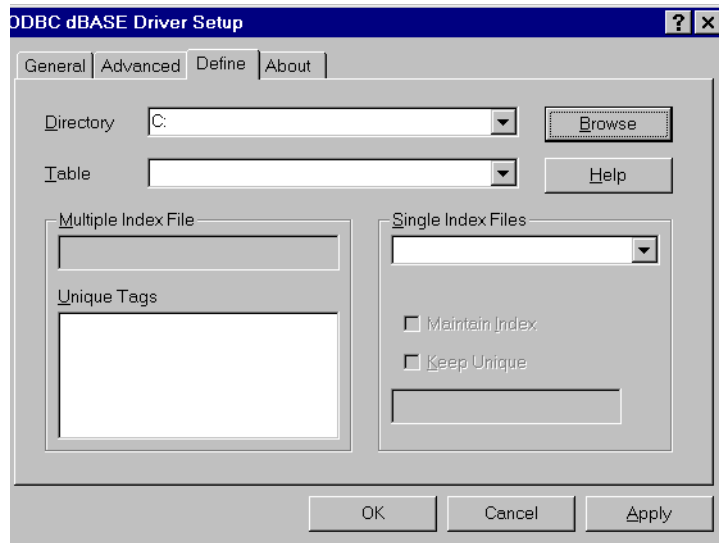 ODBC dBASE Driver Setup
General Advanced Define About
Directory C: Browse
Table Help
Multiple Index File
Single Index Files
Unique Tags
Maintain Index
Keep Unique
OK Cancel Apply